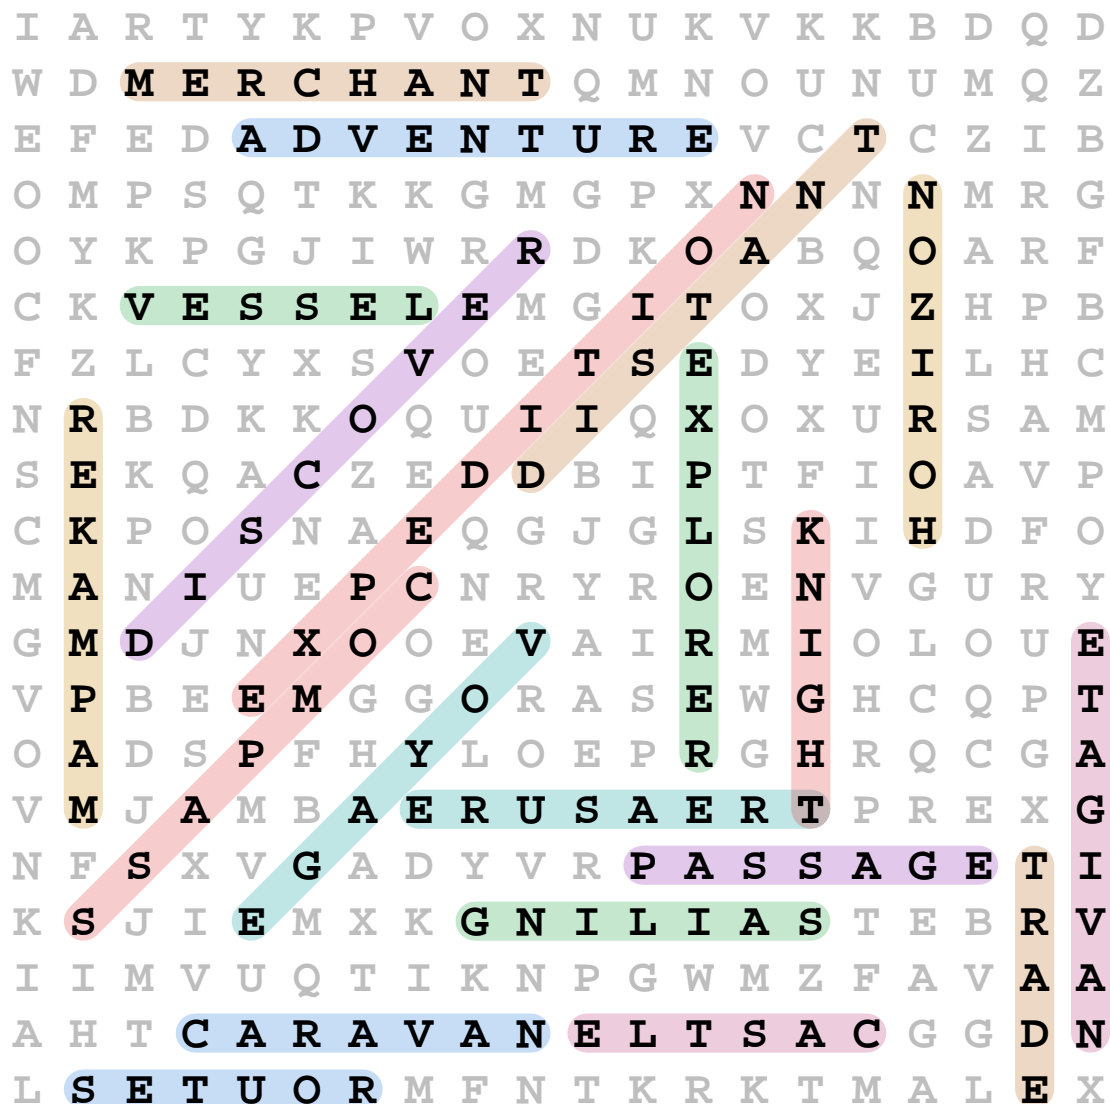 I A R T Y K P V O X N U K V K K B D Q D
W D M E R C H A N T Q M N O U N U M Q Z
E F E D A D V E N T U R E V C T C Z I B
O M P S Q T K K G M G P X N N N N M R G
O Y K P G J I W R R D K O A B Q O A R F
C K V E S S E L E M G I T O X J Z H P B
F Z L C Y X S V O E T S E D Y E I L H C
N R B D K K O Q U I I Q X O X U R S A M
S E K Q A C Z E D D B I P T F I O A V P
C K P O S N A E Q G J G L S K I H D F O
M A N I U E P C N R Y R O E N V G U R Y
G M D J N X O O E V A I R M I O L O U E
V P B E E M G G O R A S E W G H C Q P T
O A D S P F H Y L O E P R G H R Q C G A
V M J A M B A E R U S A E R T P R E X G
N F S X V G A D Y V R P A S S A G E T I
K S J I E M X K G N I L I A S T E B R V
I I M V U Q T I K N P G W M Z F A V A A
A H T C A R A V A N E L T S A C G G D N
L S E T U O R M F N T K R K T M A L E X